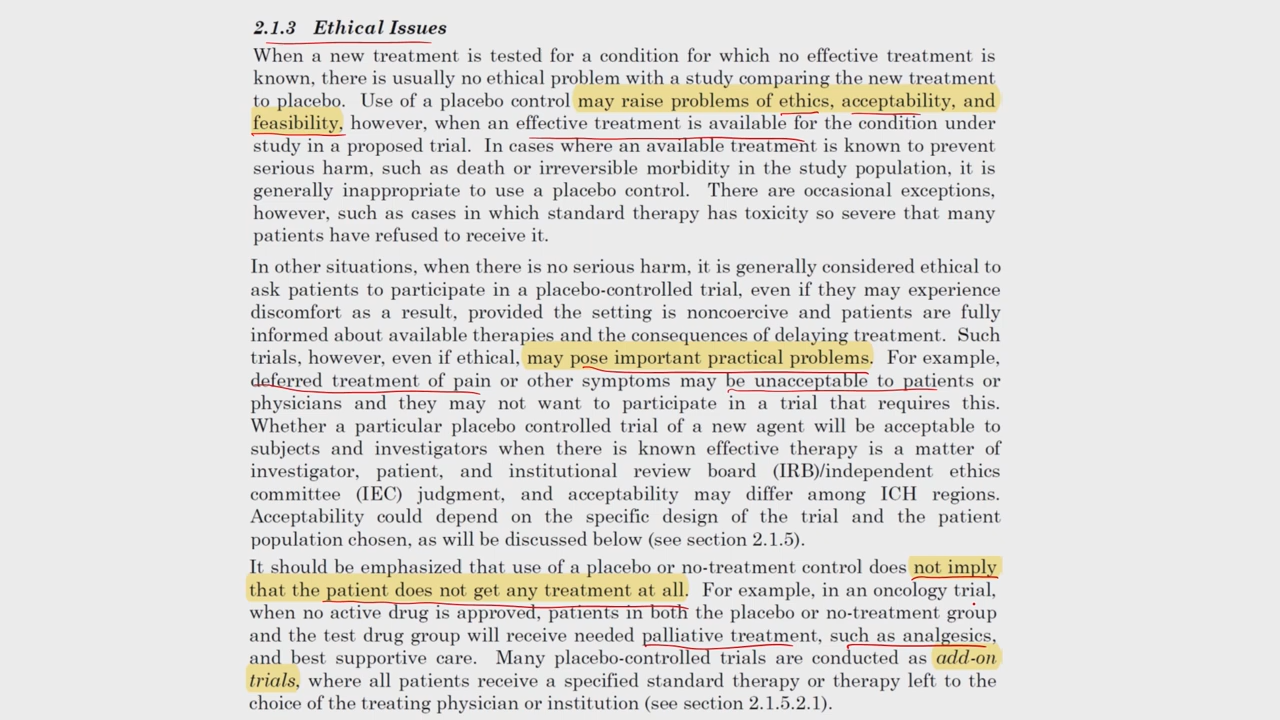 2.1.3 Ethical Issues
When a new treatment is tested for a condition for which no effective treatment is
known, there is usually no ethical problem with a study comparing the new treatment
to placebo. Use of a placebo control may raise problems of ethics, acceptability, and
feasibility, however, when an effective treatment is available for the condition under
study in a proposed trial. In cases where an available treatment is known to prevent
serious harm, such as death or irreversible morbidity in the study population, it is
generally inappropriate to use a placebo control. There are occasional exceptions,
however, such as cases in which standard therapy has toxicity so severe that many
patients have refused to receive it.
In other situations, when there is no serious harm, it is generally considered ethical to
ask patients to participate in a placebo-controlled trial, even if they may experience
discomfort as a result, provided the setting is noncoercive and patients are fully
informed about available therapies and the consequences of delaying treatment. Such
trials, however, even if ethical, may pose important practical problems. For example,
deferred treatment of pain or other symptoms may be unacceptable to patients or
physicians and they may not want to participate in a trial that requires this.
Whether a particular placebo controlled trial of a new agent will be acceptable to
subjects and investigators when there is known effective therapy is a matter of
investigator, patient, and institutional review board (IRB)/independent ethics
committee (IEC) judgment, and acceptability may differ among ICH regions.
Acceptability could depend on the specific design of the trial and the patient
population chosen, as will be discussed below (see section 2.1.5).
It should be emphasized that use of a placebo or no-treatment control does not imply
that the patient does not get any treatment at all. For example, in an oncology trial,
when no active drug is approved, patients in both the placebo or no-treatment group
and the test drug group will receive needed palliative treatment, such as analgesics,
and best supportive care. Many placebo-controlled trials are conducted as add-on
trials, where all patients receive a specified standard therapy or therapy left to the
choice of the treating physician or institution (see section 2.1.5.2.1).